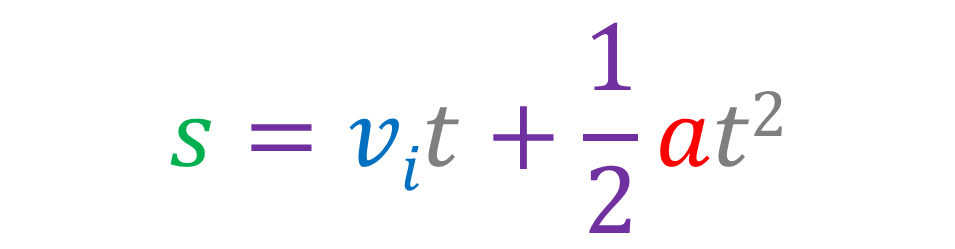 s = vᵢt + ½at²